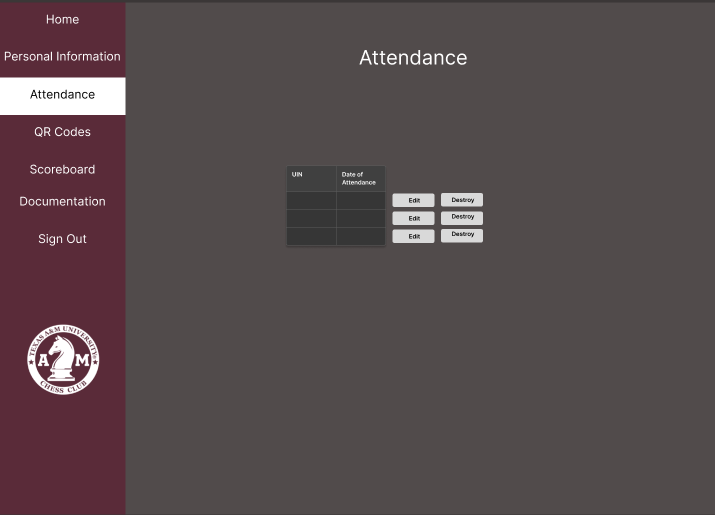 Home
Personal Information
Attendance
QR Codes
Scoreboard
Documentation
Sign Out
TEXAS A&M UNIVERSITY
A M
CHESS CLUB
Attendance
UIN
Date of
Attendance
Edit
Destroy
Edit
Destroy
Edit
Destroy